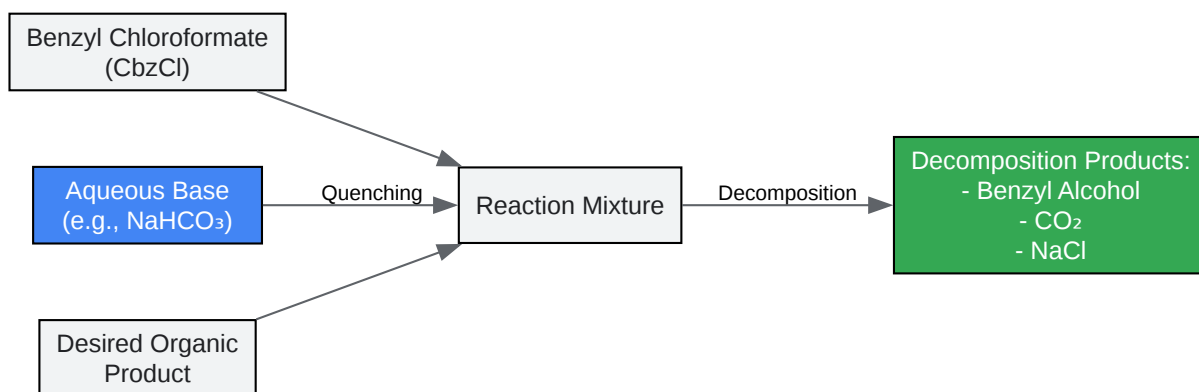 Benzyl Chloroformate
(CbzCl)
Aqueous Base
(e.g., NaHCO₃)
Quenching
Desired Organic
Product
Reaction Mixture
Decomposition
Decomposition Products:
- Benzyl Alcohol
- CO₂
- NaCl